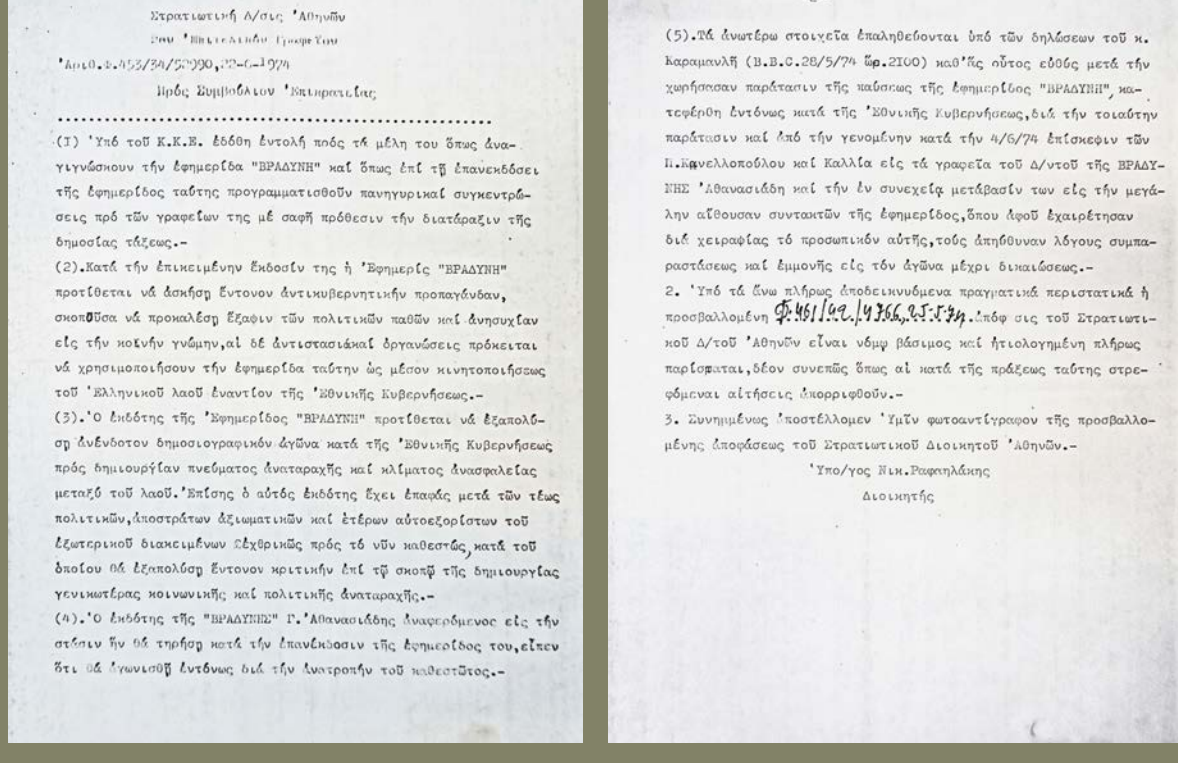 Στρατιωτική Δ/σις Ἀθηνῶν
2ον Ἐπιτελικόν Γραφεῖον
Ἀριθ.Φ.453/34/52990,22-6-1974
Πρός Συμβούλιον Ἐπικρατείας
(Ι) Ὑπό τοῦ Κ.Κ.Ε. ἐδόθη ἐντολή πρός τά μέλη του ὅπως ἀνα-
γιγνώσκουν τήν ἐφημερίδα "ΒΡΑΔΥΝΗ" καί ὅπως ἐπί τῇ ἐπανεκδόσει
τῆς ἐφημερίδος ταύτης προγραμματισθοῦν πανηγυρικαί συγκεντρώ-
σεις πρό τῶν γραφείων της μέ σαφῆ πρόθεσιν τήν διατάραξιν τῆς
δημοσίας τάξεως.-
(2).Κατά τήν ἐπικειμένην ἔκδοσίν της ἡ Ἐφημερίς "ΒΡΑΔΥΝΗ"
προτίθεται νά ἀσκήσῃ ἔντονον ἀντικυβερνητικήν προπαγάνδαν,
σκοποῦσα νά προκαλέσῃ ἔξαψιν τῶν πολιτικῶν παθῶν καί ἀνησυχίαν
εἰς τήν κοινήν γνώμην,αἱ δέ ἀντιστασιάκαί ὀργανώσεις πρόκειται
νά χρησιμοποιήσουν τήν ἐφημερίδα ταύτην ὡς μέσον κινητοποιήσεως
τοῦ Ἑλληνικοῦ λαοῦ ἐναντίον τῆς Ἐθνικῆς Κυβερνήσεως.-
(3).Ὁ ἐκδότης τῆς Ἐφημερίδος "ΒΡΑΔΥΝΗ" προτίθεται νά ἐξαπολύ-
σῃ ἀνένδοτον δημοσιογραφικόν ἀγῶνα κατά τῆς Ἐθνικῆς Κυβερνήσεως
πρός δημιουργίαν πνεύματος ἀναταραχῆς καί κλίματος ἀνασφαλείας
μεταξύ τοῦ λαοῦ.Ἐπίσης ὁ αὐτός ἐκδότης ἔχει ἐπαφάς μετά τῶν τέως
πολιτικῶν,ἀποστράτων ἀξιωματικῶν καί ἑτέρων αὐτοεξορίστων τοῦ
ἐξωτερικοῦ διακειμένων ἐχθρικῶς πρός τό νῦν καθεστώς,κατά τοῦ
ὁποίου θά ἐξαπολύσῃ ἔντονον κριτικήν ἐπί τῷ σκοπῷ τῆς δημιουργίας
γενικωτέρας κοινωνικῆς καί πολιτικῆς ἀναταραχῆς.-
(4).Ὁ ἐκδότης τῆς "ΒΡΑΔΥΝΗΣ" Γ.Ἀθανασιάδης ἀναφερόμενος εἰς τήν
στάσιν ἥν θά τηρήσῃ κατά τήν ἐπανέκδοσιν τῆς ἐφημερίδος του,εἶπεν
ὅτι θά ἀγωνισθῇ ἐντόνως διά τήν ἀνατροπήν τοῦ καθεστῶτος.-
(5).Τά ἀνωτέρω στοιχεῖα ἐπαληθεύονται ὑπό τῶν δηλώσεων τοῦ κ.
Καραμανλῆ (B.B.C.28/5/74 ὥρ.2Ι00) καθ'ἅς οὗτος εὐθύς μετά τήν
χωρήσασαν παράτασιν τῆς παύσεως τῆς ἐφημερίδος "ΒΡΑΔΥΝΗ", κα-
τεφέρθη ἐντόνως κατά τῆς Ἐθνικῆς Κυβερνήσεως,διά τήν τοιαύτην
παράτασιν καί ἀπό τήν γενομένην κατά τήν 4/6/74 ἐπίσκεψιν τῶν
Π.Κανελλοπούλου καί Καλλία εἰς τά γραφεῖα τοῦ Δ/ντοῦ τῆς ΒΡΑΔΥ-
ΝΗΣ Ἀθανασιάδη καί τήν ἐν συνεχείᾳ μετάβασίν των εἰς τήν μεγά-
λην αἴθουσαν συντακτῶν τῆς ἐφημερίδος,ὅπου ἀφοῦ ἐχαιρέτησαν
διά χειραψίας τό προσωπικόν αὐτῆς,τούς ἀπηύθυναν λόγους συμπα-
ραστάσεως καί ἐμμονῆς εἰς τόν ἀγῶνα μέχρι δικαιώσεως.-
2. Ὑπό τά ἄνω πλήρως ἀποδεικνυόμενα πραγματικά περιστατικά ἡ
προσβαλλομένη Φ.461/42/4766,25.5.74 ἀπόφ σις τοῦ Στρατιωτι-
κοῦ Δ/τοῦ Ἀθηνῶν εἶναι νόμῳ βάσιμος καί ἠτιολογημένη πλήρως
παρίσταται,δέον συνεπῶς ὅπως αἱ κατά τῆς πράξεως ταύτης στρε-
φόμεναι αἰτήσεις ἀπορριφθοῦν.-
3. Συνημμένως ἀποστέλλομεν Ὑμῖν φωτοαντίγραφον τῆς προσβαλλο-
μένης ἀποφάσεως τοῦ Στρατιωτικοῦ Διοικητοῦ Ἀθηνῶν.-
Ὑπο/γος Νικ.Ραφαηλάκης
Διοικητής